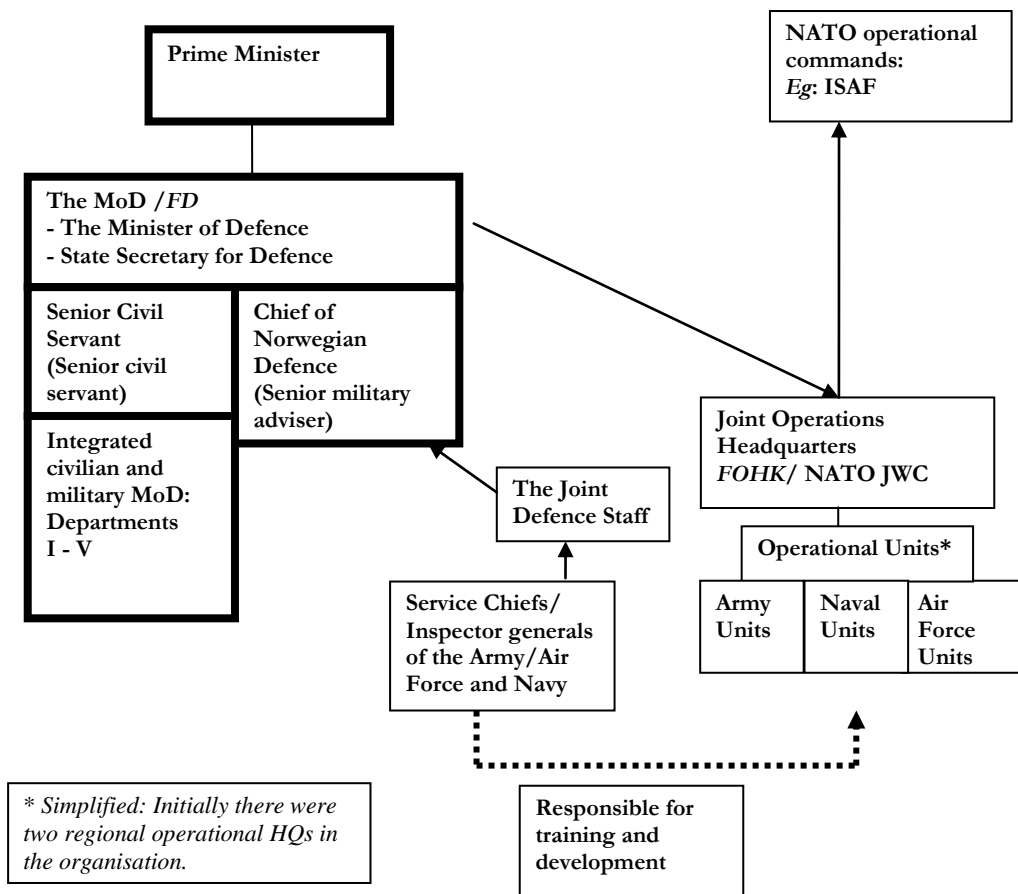 Prime Minister
NATO operational
commands:
Eg: ISAF
The MoD /FD
- The Minister of Defence
- State Secretary for Defence
Senior Civil
Servant
(Senior civil
servant)
Chief of
Norwegian
Defence
(Senior military
adviser)
Integrated
civilian and
military MoD:
Departments
I - V
The Joint
Defence Staff
Joint Operations
Headquarters
FOHK/ NATO JWC
Operational Units*
Army
Units
Naval
Units
Air
Force
Units
Service Chiefs/
Inspector generals
of the Army/Air
Force and Navy
* Simplified: Initially there were
two regional operational HQs in
the organisation.
Responsible for
training and
development